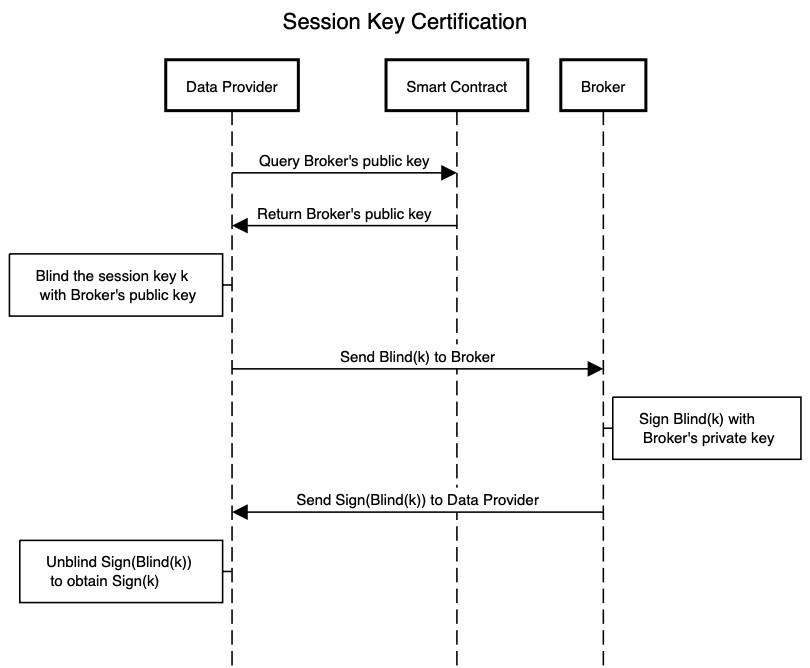 Session Key Certification
Data Provider
Smart Contract
Broker
Query Broker's public key
Return Broker's public key
Blind the session key k
with Broker's public key
Send Blind(k) to Broker
Sign Blind(k) with
Broker's private key
Send Sign(Blind(k)) to Data Provider
Unblind Sign(Blind(k))
to obtain Sign(k)